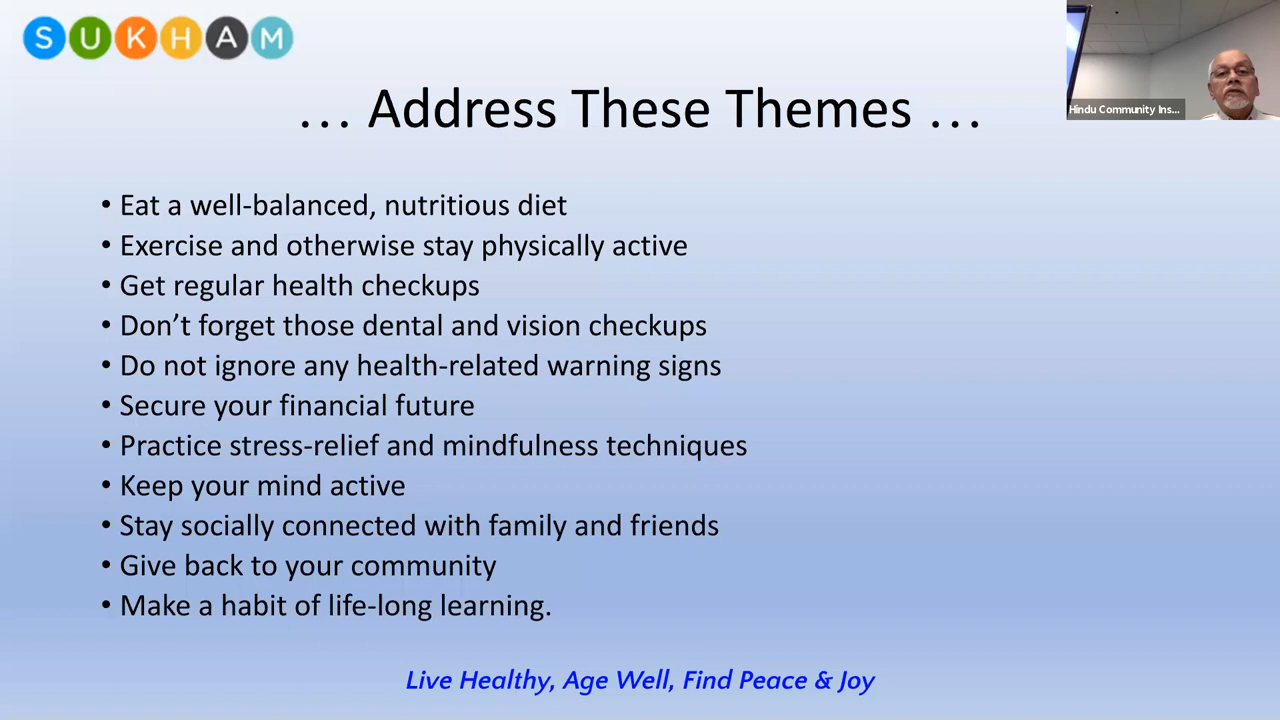 SUKHAM
Hindu Community Ins...
… Address These Themes …
• Eat a well-balanced, nutritious diet
• Exercise and otherwise stay physically active
• Get regular health checkups
• Don’t forget those dental and vision checkups
• Do not ignore any health-related warning signs
• Secure your financial future
• Practice stress-relief and mindfulness techniques
• Keep your mind active
• Stay socially connected with family and friends
• Give back to your community
• Make a habit of life-long learning.
Live Healthy, Age Well, Find Peace & Joy